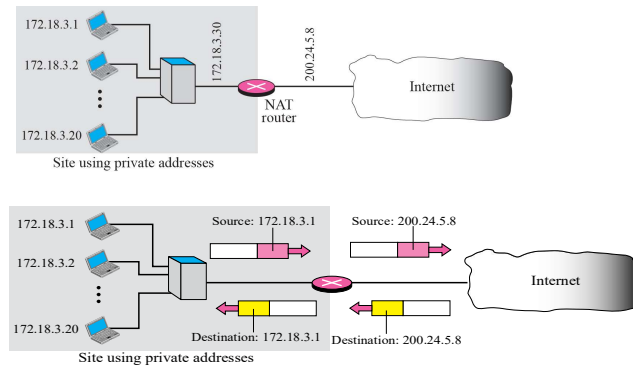 172.18.3.1
172.18.3.2
172.18.3.20
172.18.3.30
NAT
router
200.24.5.8
Internet
Site using private addresses
Source: 172.18.3.1
Source: 200.24.5.8
172.18.3.1
172.18.3.2
172.18.3.20
Internet
Destination: 172.18.3.1
Destination: 200.24.5.8
Site using private addresses